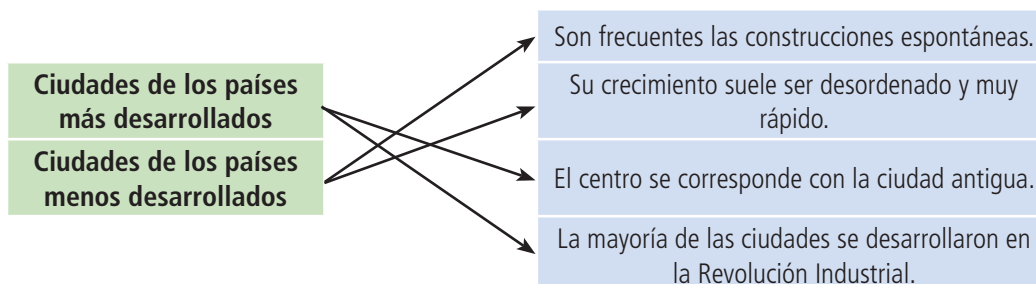 Ciudades de los países
más desarrollados
Ciudades de los países
menos desarrollados
Son frecuentes las construcciones espontáneas.
Su crecimiento suele ser desordenado y muy
rápido.
El centro se corresponde con la ciudad antigua.
La mayoría de las ciudades se desarrollaron en
la Revolución Industrial.